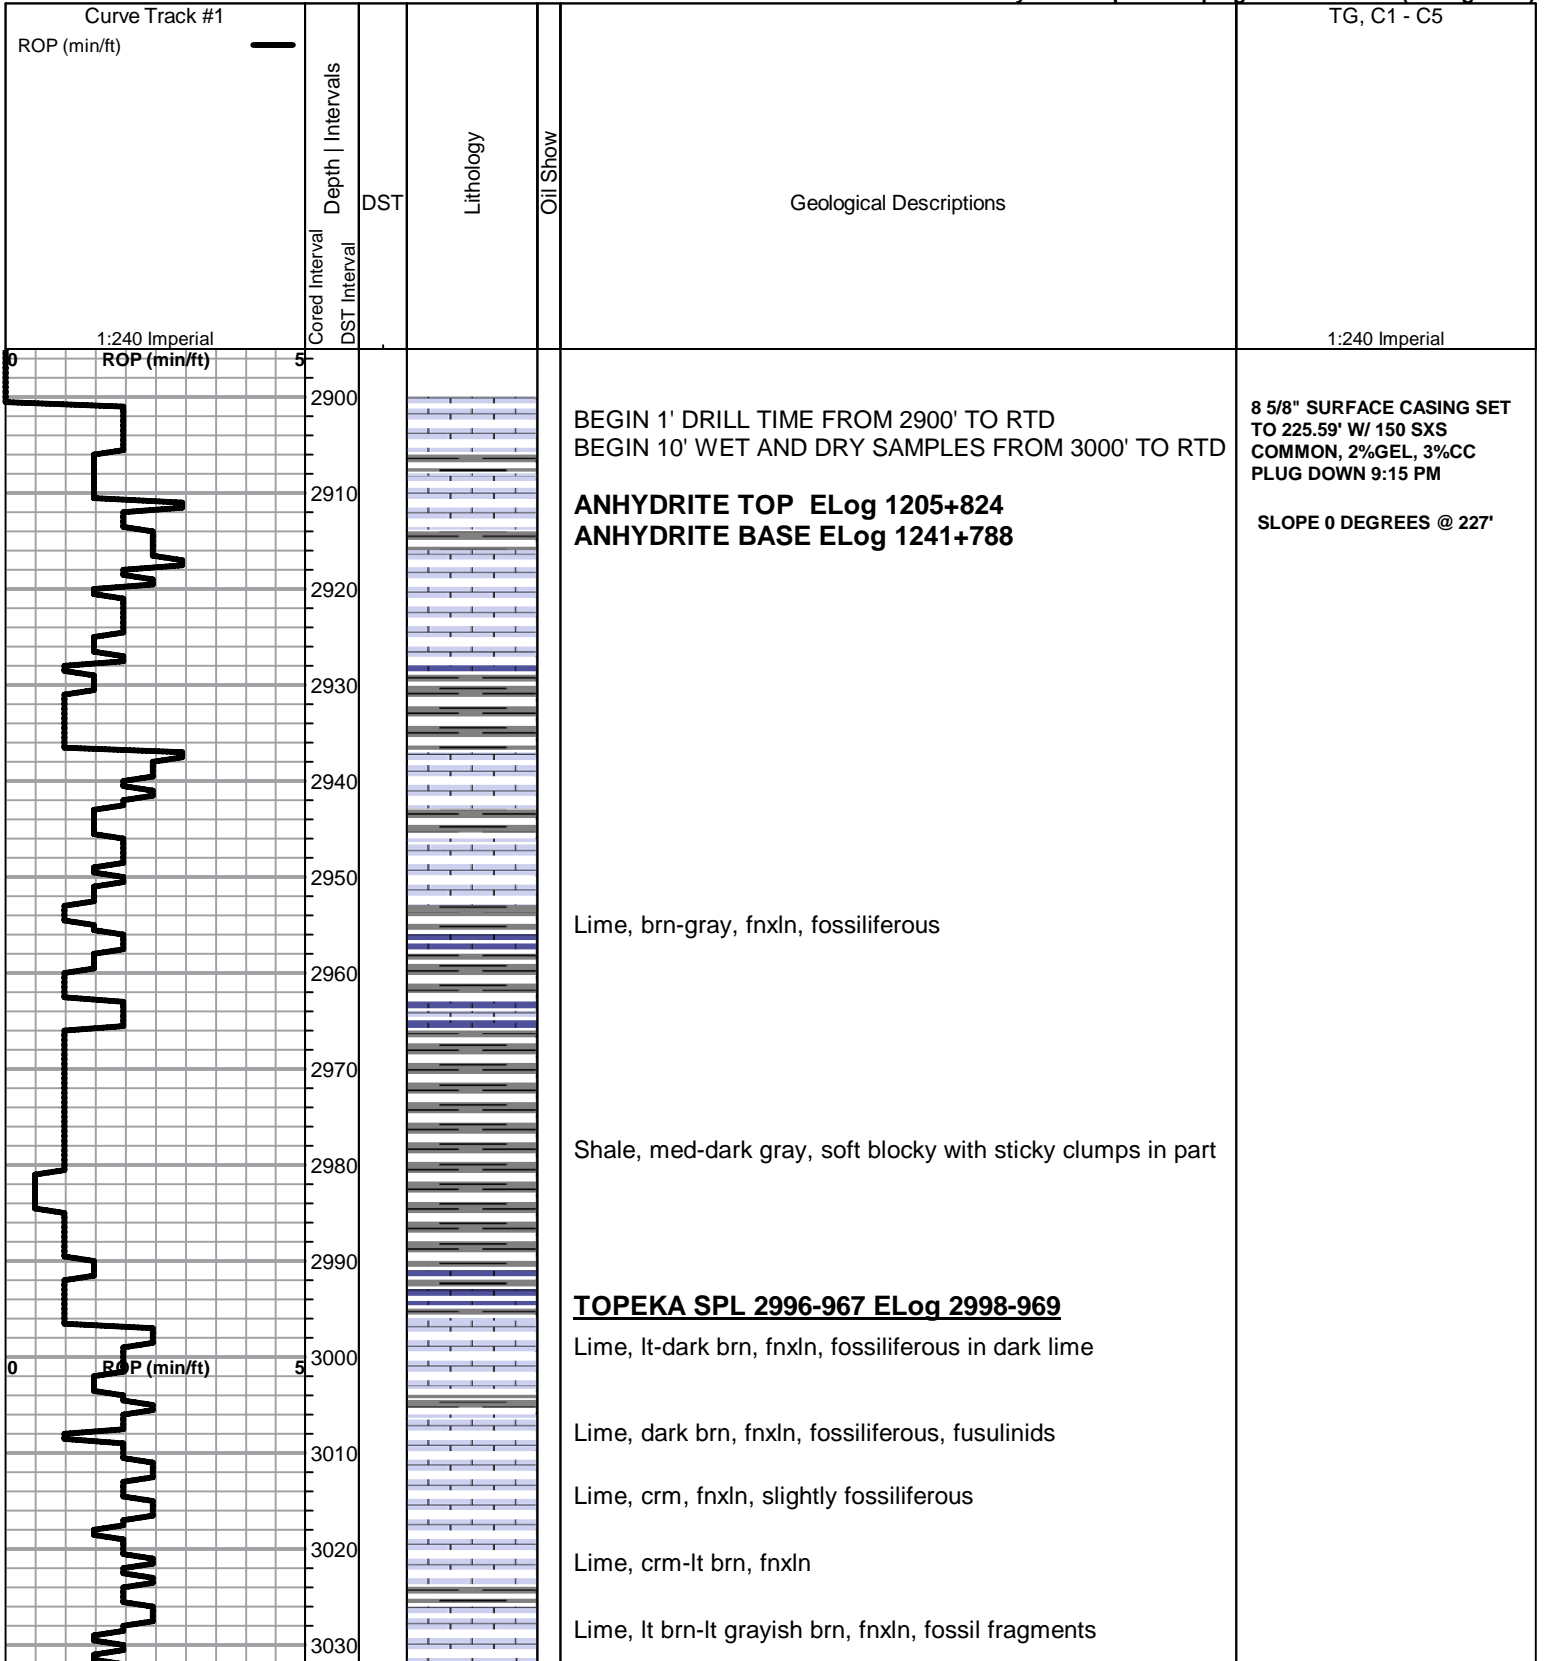 Curve Track #1
ROP (min/ft)
1:240 Imperial
Depth | Intervals
Cored Interval
DST Interval
DST
Lithology
Oil Show
Geological Descriptions
TG, C1 - C5
1:240 Imperial
0 ROP (min/ft) 5
2900
BEGIN 1' DRILL TIME FROM 2900' TO RTD
BEGIN 10' WET AND DRY SAMPLES FROM 3000' TO RTD
8 5/8" SURFACE CASING SET
TO 225.59' W/ 150 SXS
COMMON, 2%GEL, 3%CC
PLUG DOWN 9:15 PM
SLOPE 0 DEGREES @ 227'
2910
ANHYDRITE TOP ELog 1205+824
ANHYDRITE BASE ELog 1241+788
2920
2930
2940
2950
Lime, brn-gray, fnxln, fossiliferous
2960
2970
Shale, med-dark gray, soft blocky with sticky clumps in part
2980
2990
TOPEKA SPL 2996-967 ELog 2998-969
Lime, lt-dark brn, fnxln, fossiliferous in dark lime
0 ROP (min/ft) 5
3000
Lime, dark brn, fnxln, fossiliferous, fusulinids
3010
Lime, crm, fnxln, slightly fossiliferous
3020
Lime, crm-lt brn, fnxln
Lime, lt brn-lt grayish brn, fnxln, fossil fragments
3030